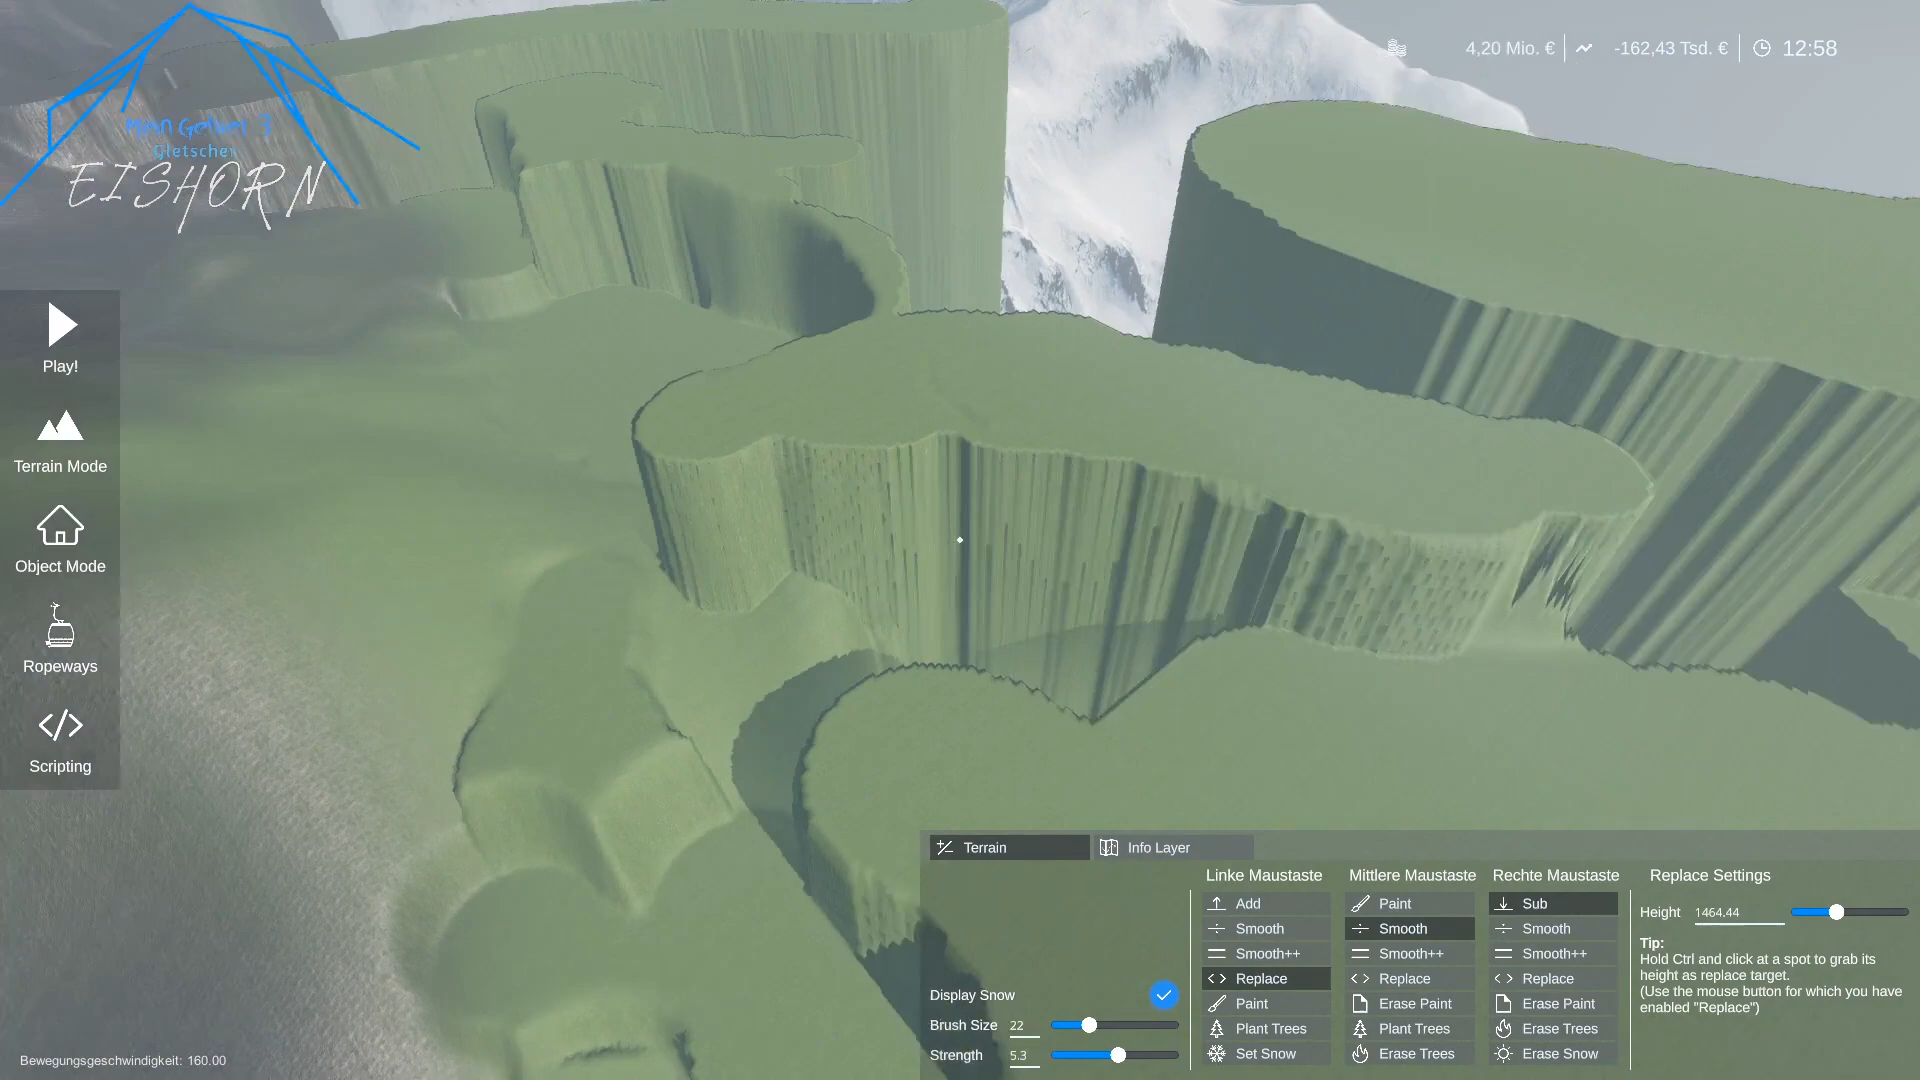 4,20 Mio. €
-162,43 Tsd. €
12:58
Mein Gebiet 3
Gletscher
EISHORN
Play!
Terrain Mode
Object Mode
Ropeways
Scripting
Terrain
Info Layer
Linke Maustaste
Mittlere Maustaste
Rechte Maustaste
Replace Settings
Add
Paint
Sub
Height 1464.44
Smooth
Smooth
Smooth
Smooth++
Smooth++
Smooth++
Replace
Replace
Replace
Paint
Erase Paint
Erase Paint
Plant Trees
Plant Trees
Erase Trees
Set Snow
Erase Trees
Erase Snow
Tip:
Hold Ctrl and click at a spot to grab its
height as replace target.
(Use the mouse button for which you have
enabled "Replace")
Display Snow
Brush Size 22
Strength 5.3
Bewegungsgeschwindigkeit: 160.00